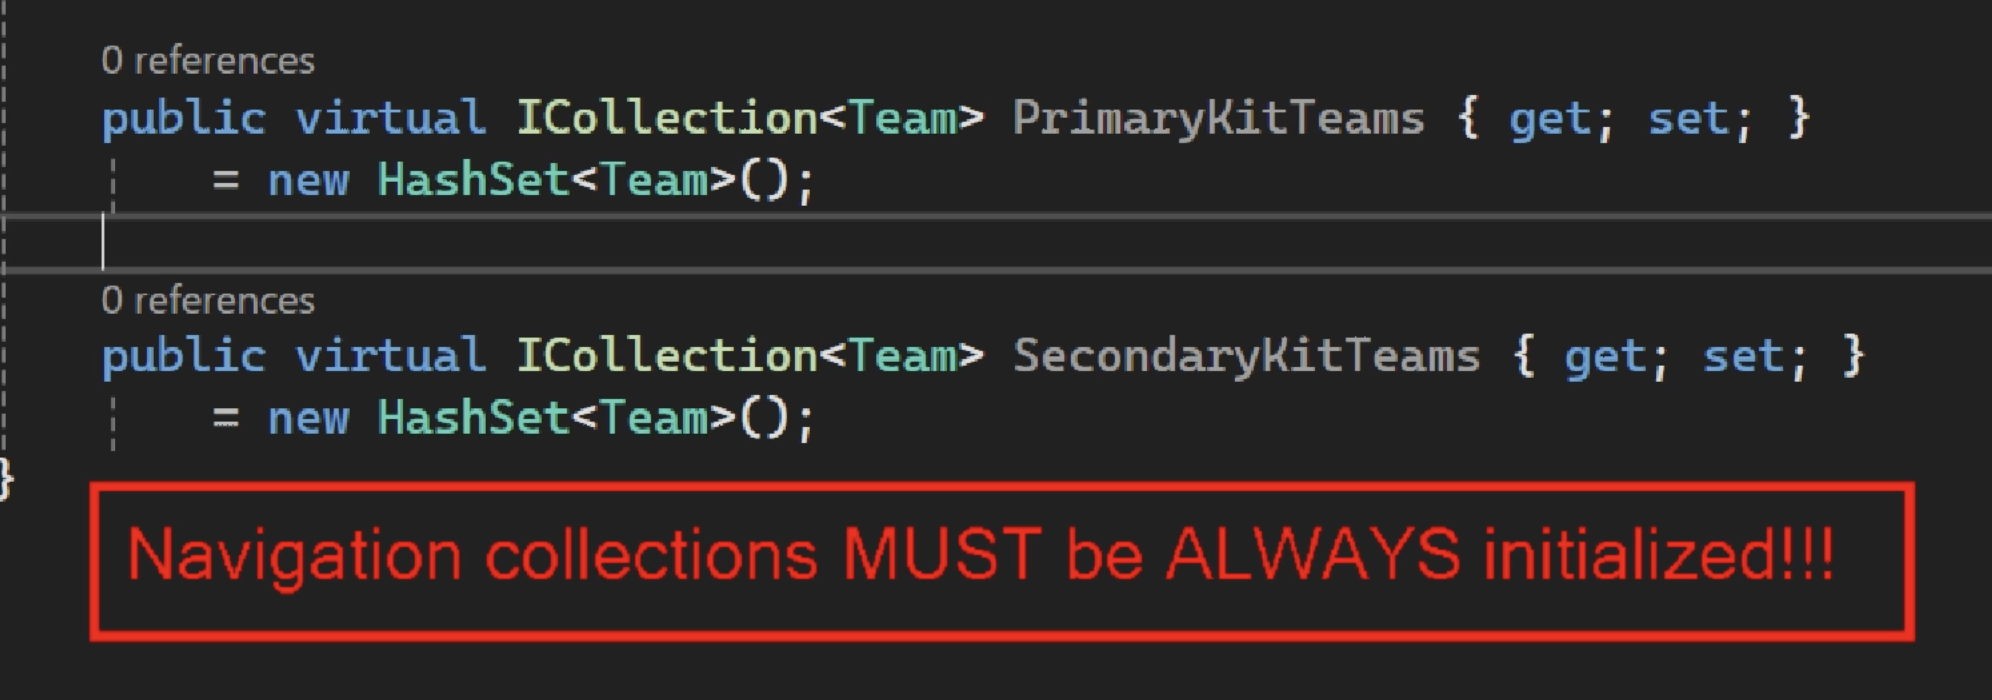 0 references
public virtual ICollection<Team> PrimaryKitTeams { get; set; }
= new HashSet<Team>();
0 references
public virtual ICollection<Team> SecondaryKitTeams { get; set; }
= new HashSet<Team>();
}
Navigation collections MUST be ALWAYS initialized!!!